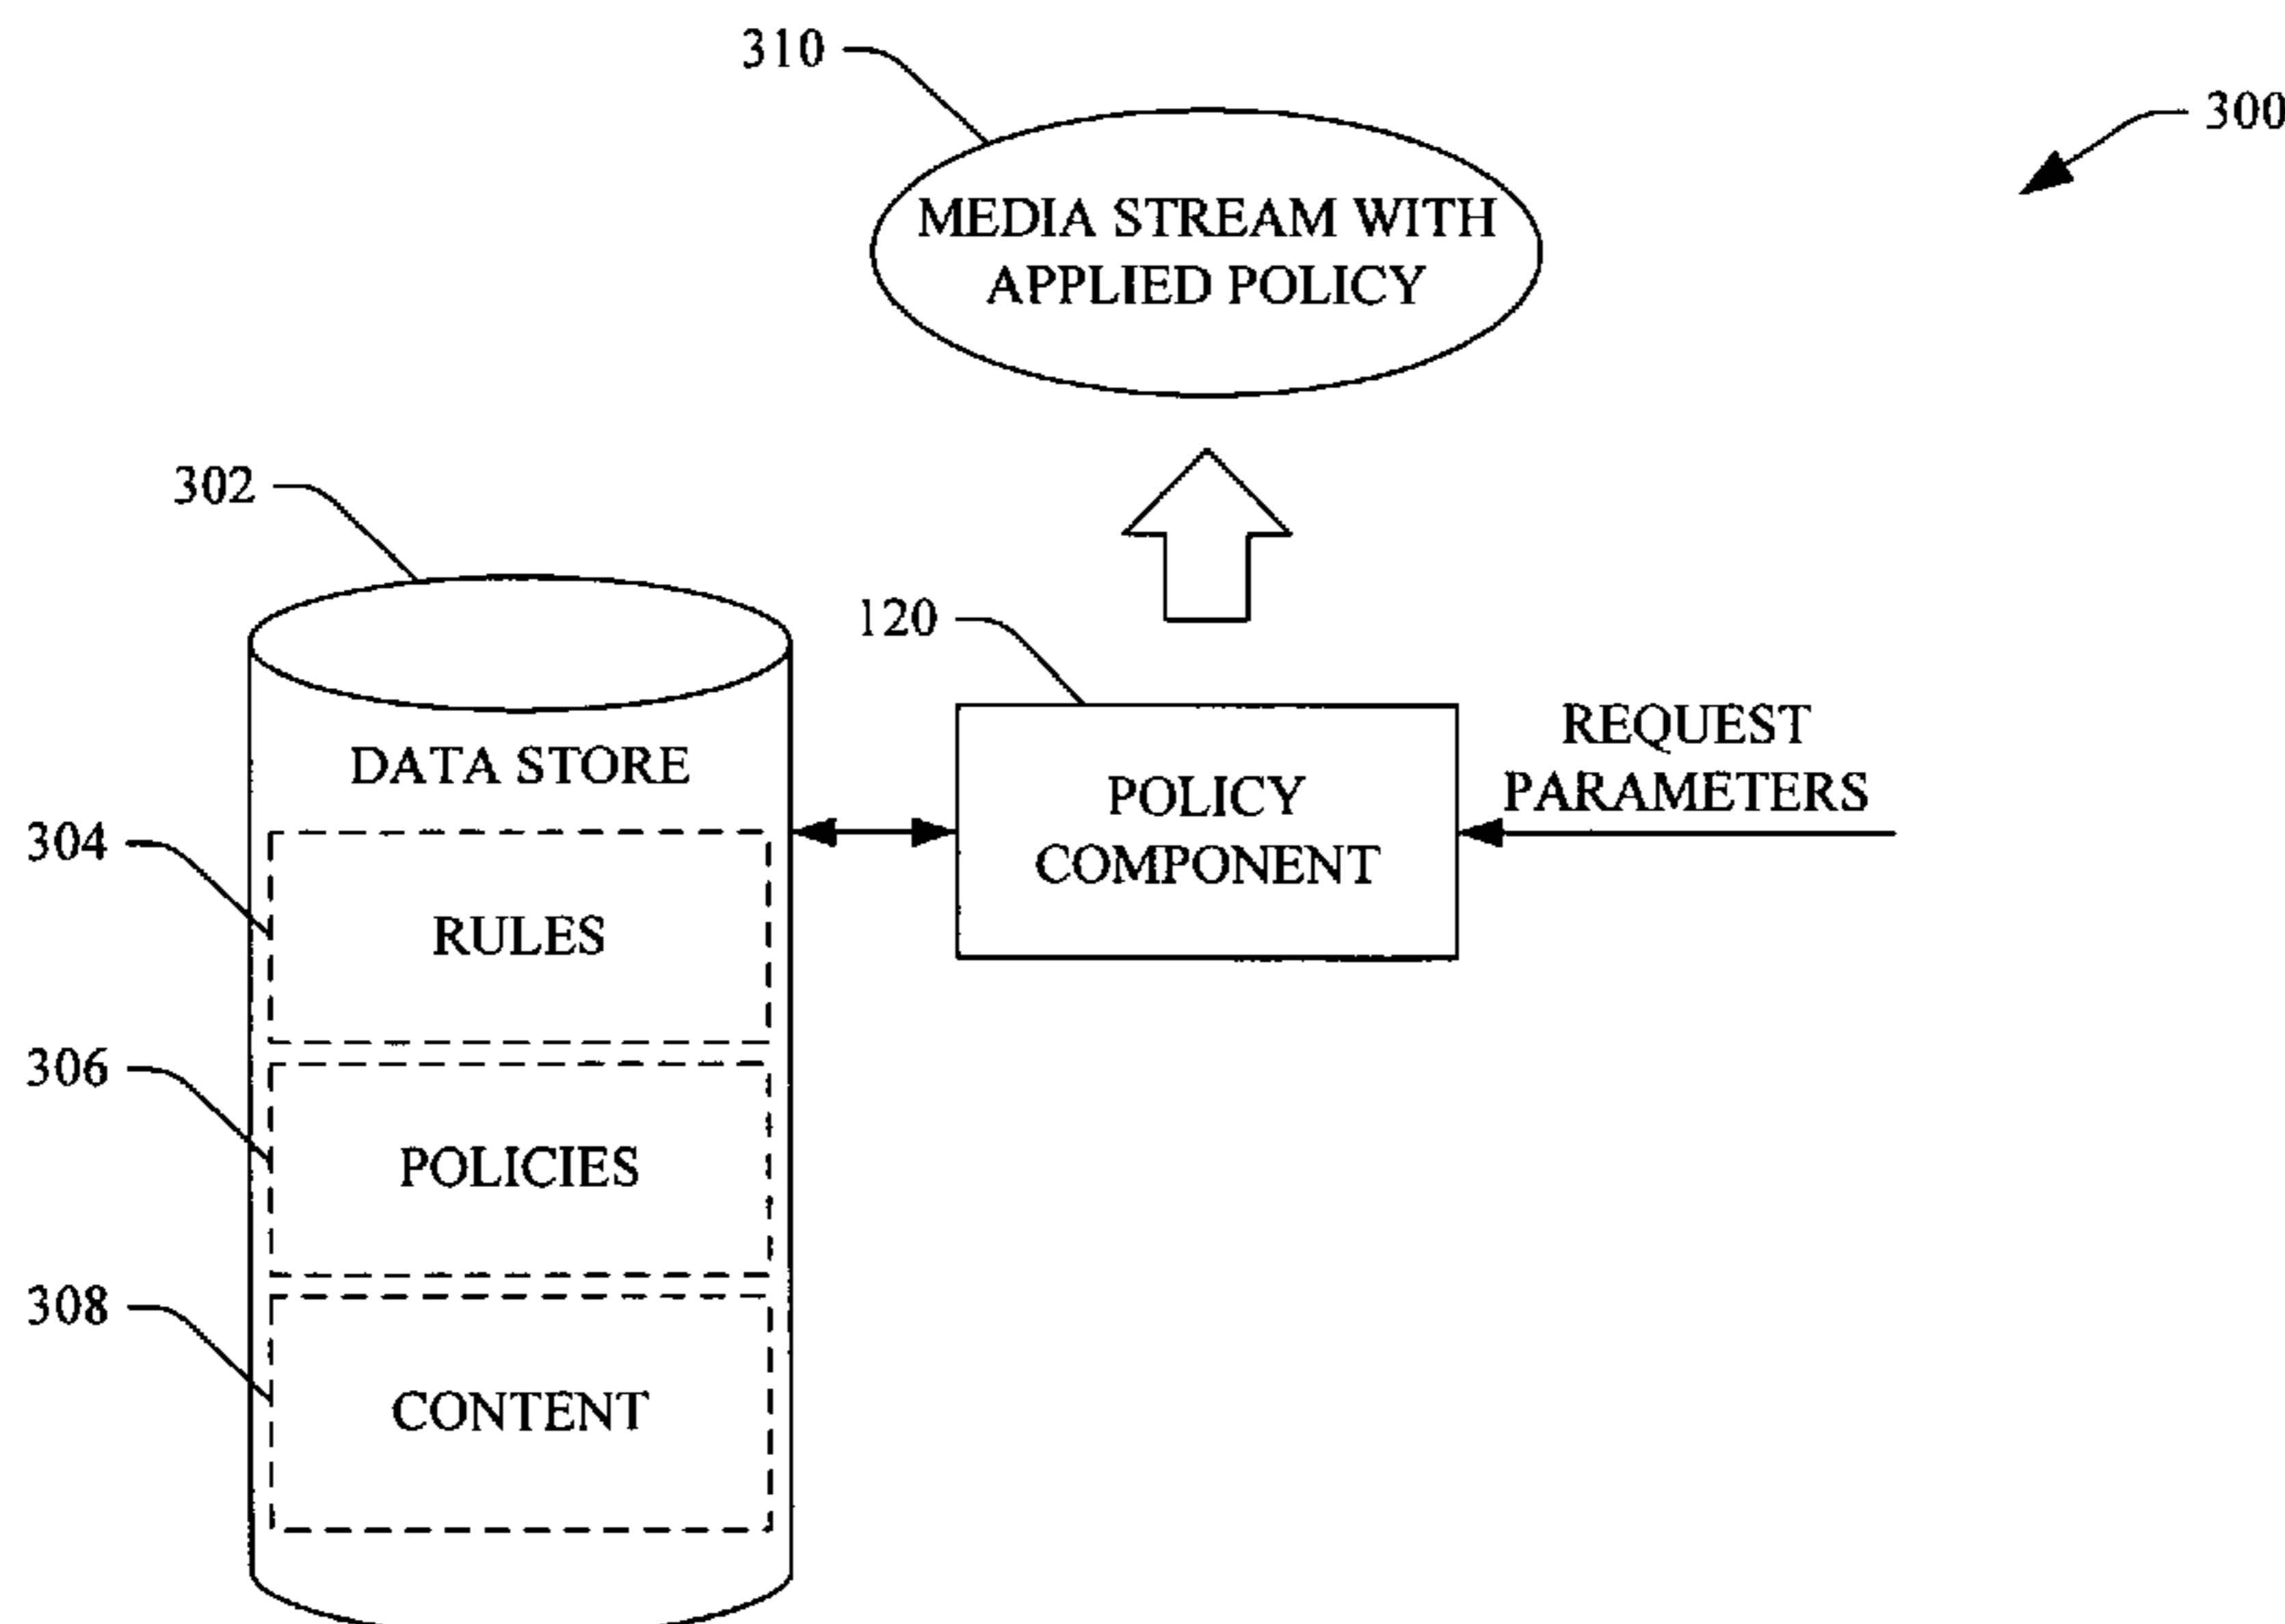 310
300
MEDIA STREAM WITH
APPLIED POLICY
302
120
REQUEST
PARAMETERS
DATA STORE
POLICY
COMPONENT
304
RULES
306
POLICIES
308
CONTENT